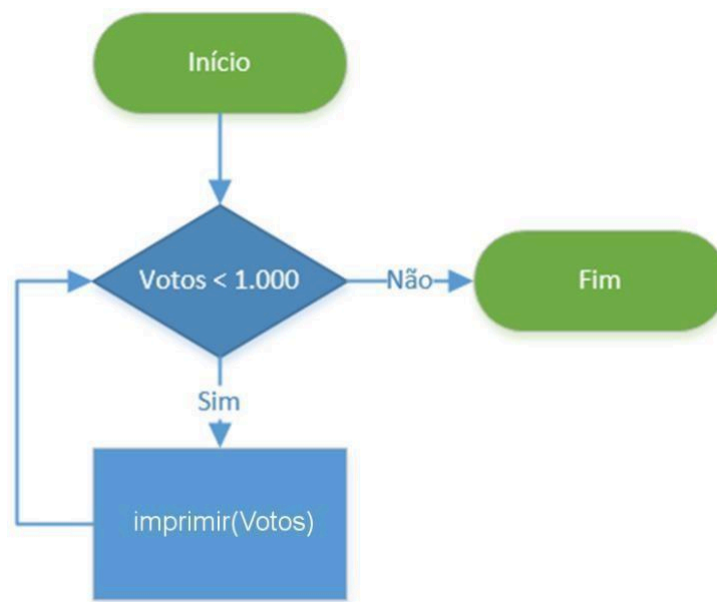 Início
Votos < 1.000
Não
Fim
Sim
imprimir(Votos)